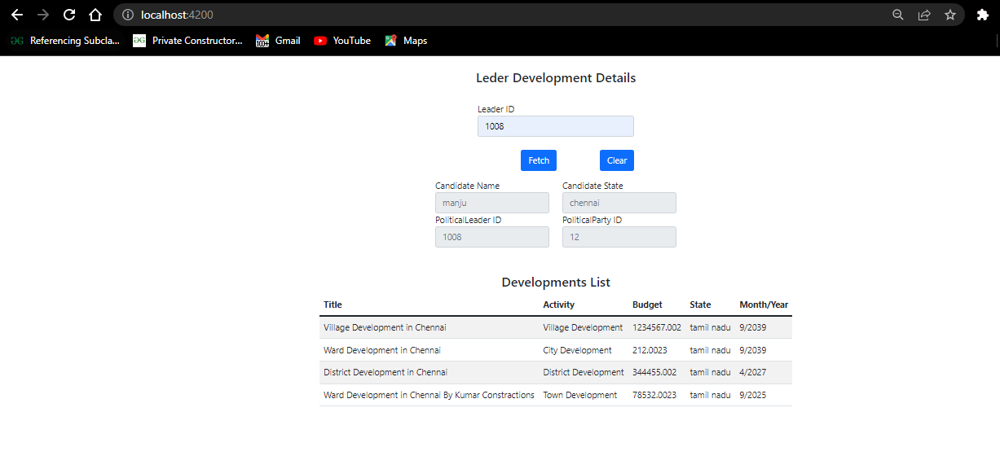 localhost:4200
Referencing Subcla... Private Constructor... Gmail YouTube Maps
Leder Development Details
Leader ID
1008
Fetch Clear
Candidate Name Candidate State
manju chennai
PoliticalLeader ID PoliticalParty ID
1008 12
Developments List
Title Activity Budget State Month/Year
Village Development in Chennai Village Development 1234567.002 tamil nadu 9/2039
Ward Development in Chennai City Development 212.0023 tamil nadu 9/2039
District Development in Chennai District Development 344455.002 tamil nadu 4/2027
Ward Development in Chennai By Kumar Constractions Town Development 78532.0023 tamil nadu 9/2025